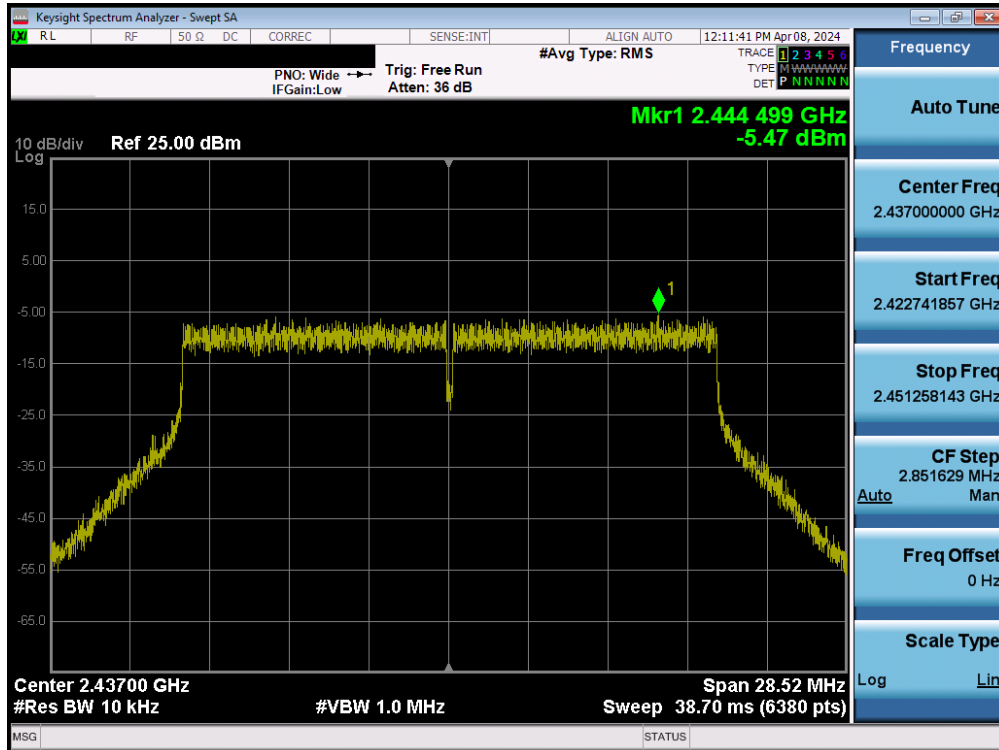 Keysight Spectrum Analyzer - Swept SA
LXI RL RF 50 Ω DC CORREC SENSE:INT ALIGN AUTO 12:11:41 PM Apr 08, 2024
#Avg Type: RMS TRACE 1 2 3 4 5 6
PNO: Wide Trig: Free Run TYPE M W W W W W
IFGain:Low Atten: 36 dB DET P N N N N N
Mkr1 2.444 499 GHz
-5.47 dBm
10 dB/div Ref 25.00 dBm
Log
15.0
5.00
1
-5.00
-15.0
-25.0
-35.0
-45.0
-55.0
-65.0
Center 2.43700 GHz Span 28.52 MHz
#Res BW 10 kHz #VBW 1.0 MHz Sweep 38.70 ms (6380 pts)
MSG STATUS
Frequency
Auto Tune
Center Freq
2.437000000 GHz
Start Freq
2.422741857 GHz
Stop Freq
2.451258143 GHz
CF Step
2.851629 MHz
Auto Man
Freq Offset
0 Hz
Scale Type
Log Lin